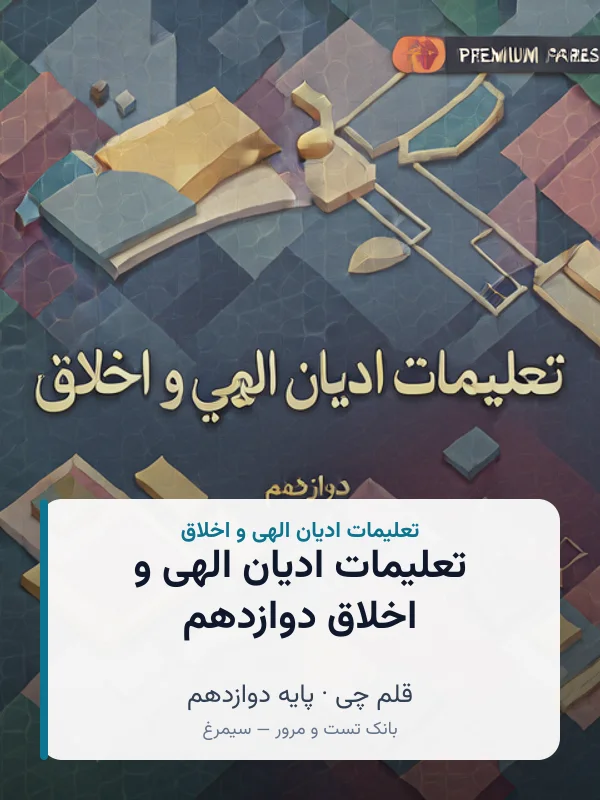 PREMIUM
تعلیمات ادیان الهي و اخلاق
دوازدهم
تعلیمات ادیان الهی و اخلاق
تعلیمات ادیان الهی و
اخلاق دوازدهم
قلم چی · پایه دوازدهم
بانک تست و مرور — سیمرغ